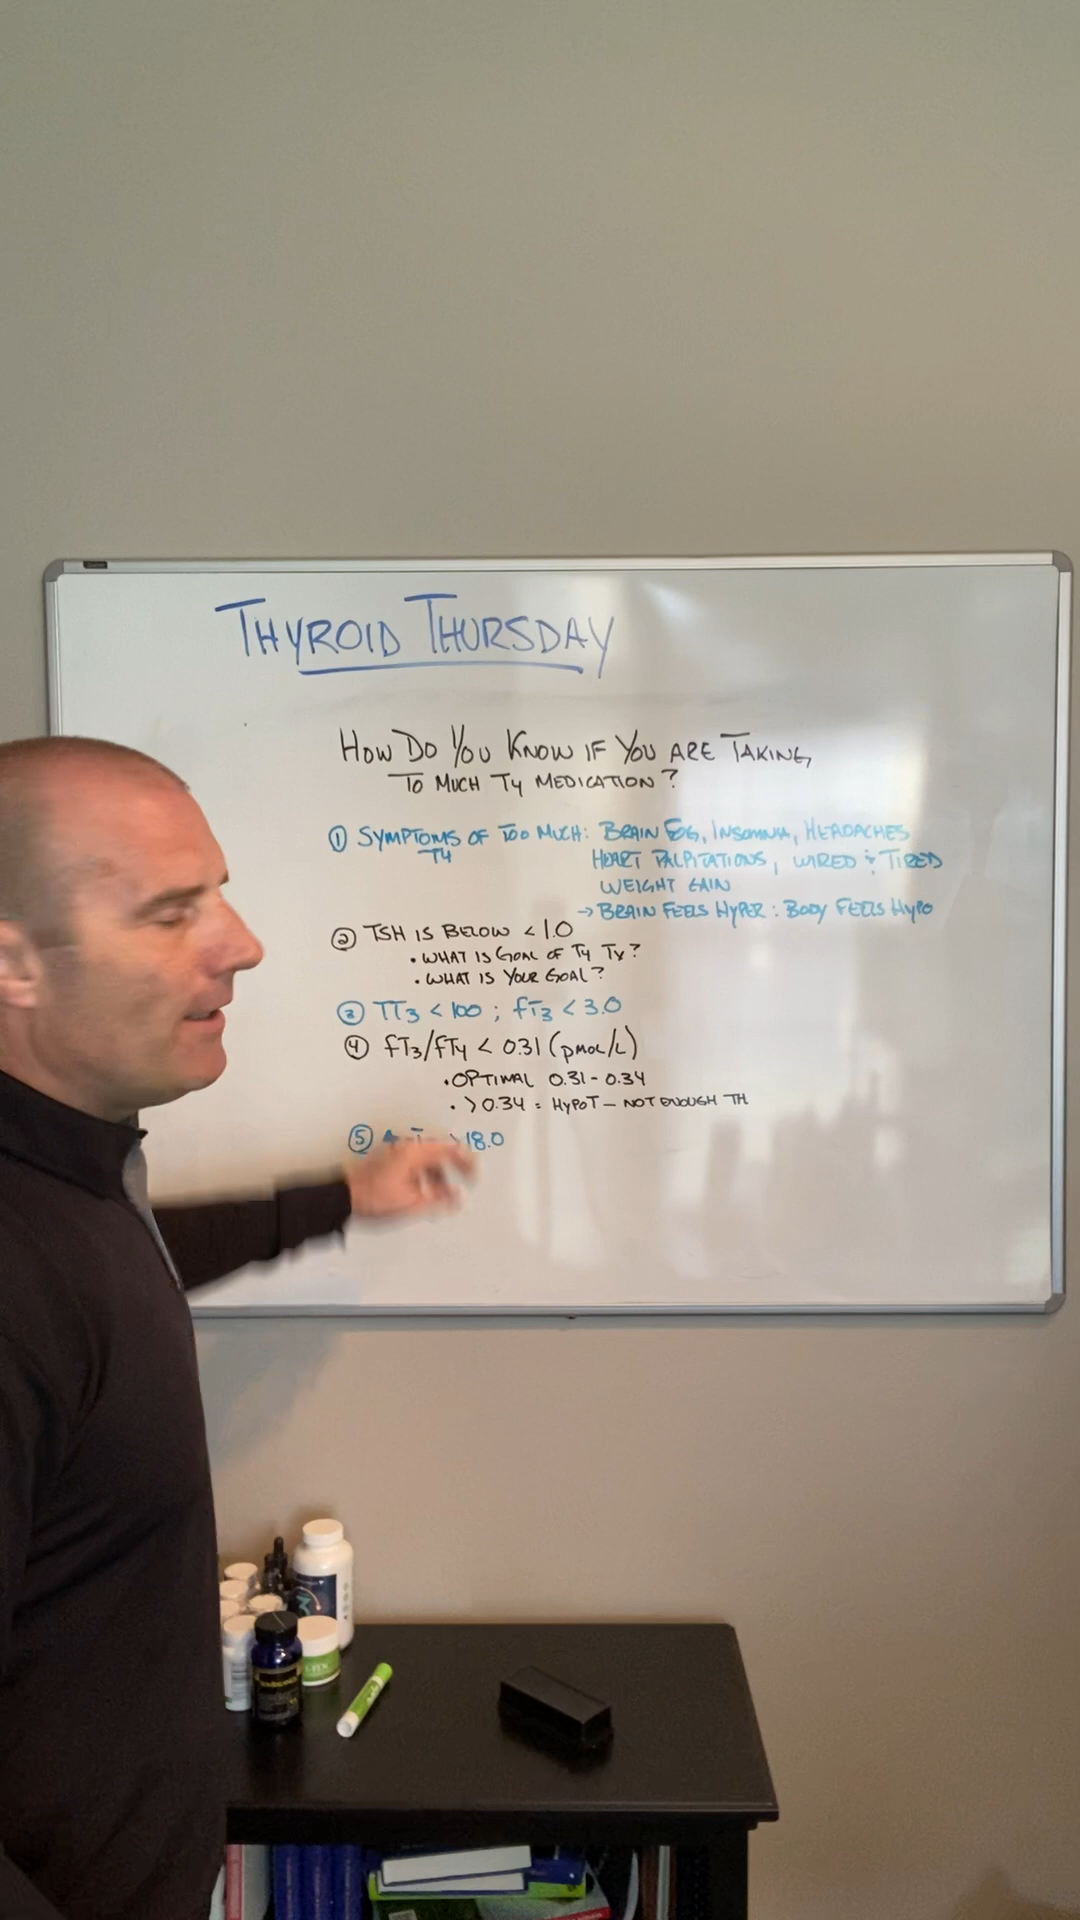 THYROID THURSDAY
HOW DO YOU KNOW IF YOU ARE TAKING
TO MUCH T4 MEDICATION?
① SYMPTOMS OF TOO MUCH: BRAIN FOG, INSOMNIA, HEADACHES
T4
HEART PALPITATIONS, WIRED & TIRED
WEIGHT GAIN
→ BRAIN FEELS HYPER : BODY FEELS HYPO
② TSH IS BELOW < 1.0
• WHAT IS GOAL OF T4 TX?
• WHAT IS YOUR GOAL?
③ TT3 < 100 ; fT3 < 3.0
④ fT3/fT4 < 0.31 (pmol/L)
• OPTIMAL 0.31 - 0.34
• > 0.34 = HYPOT - NOT ENOUGH TH
⑤ > 18.0